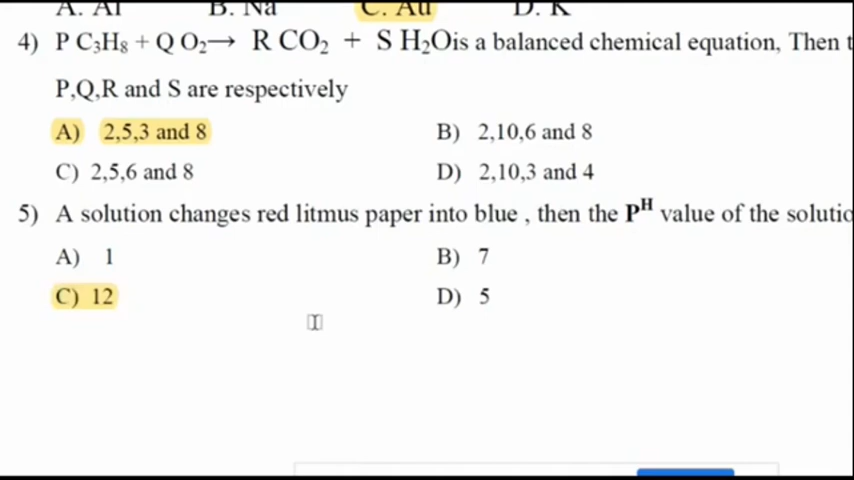 A. Al B. Na C. Au D. K
4) P C₃H₈ + Q O₂→ R CO₂ + S H₂Ois a balanced chemical equation, Then
P,Q,R and S are respectively
A) 2,5,3 and 8 B) 2,10,6 and 8
C) 2,5,6 and 8 D) 2,10,3 and 4
5) A solution changes red litmus paper into blue , then the Pᴴ value of the
A) 1 B) 7
C) 12 D) 5